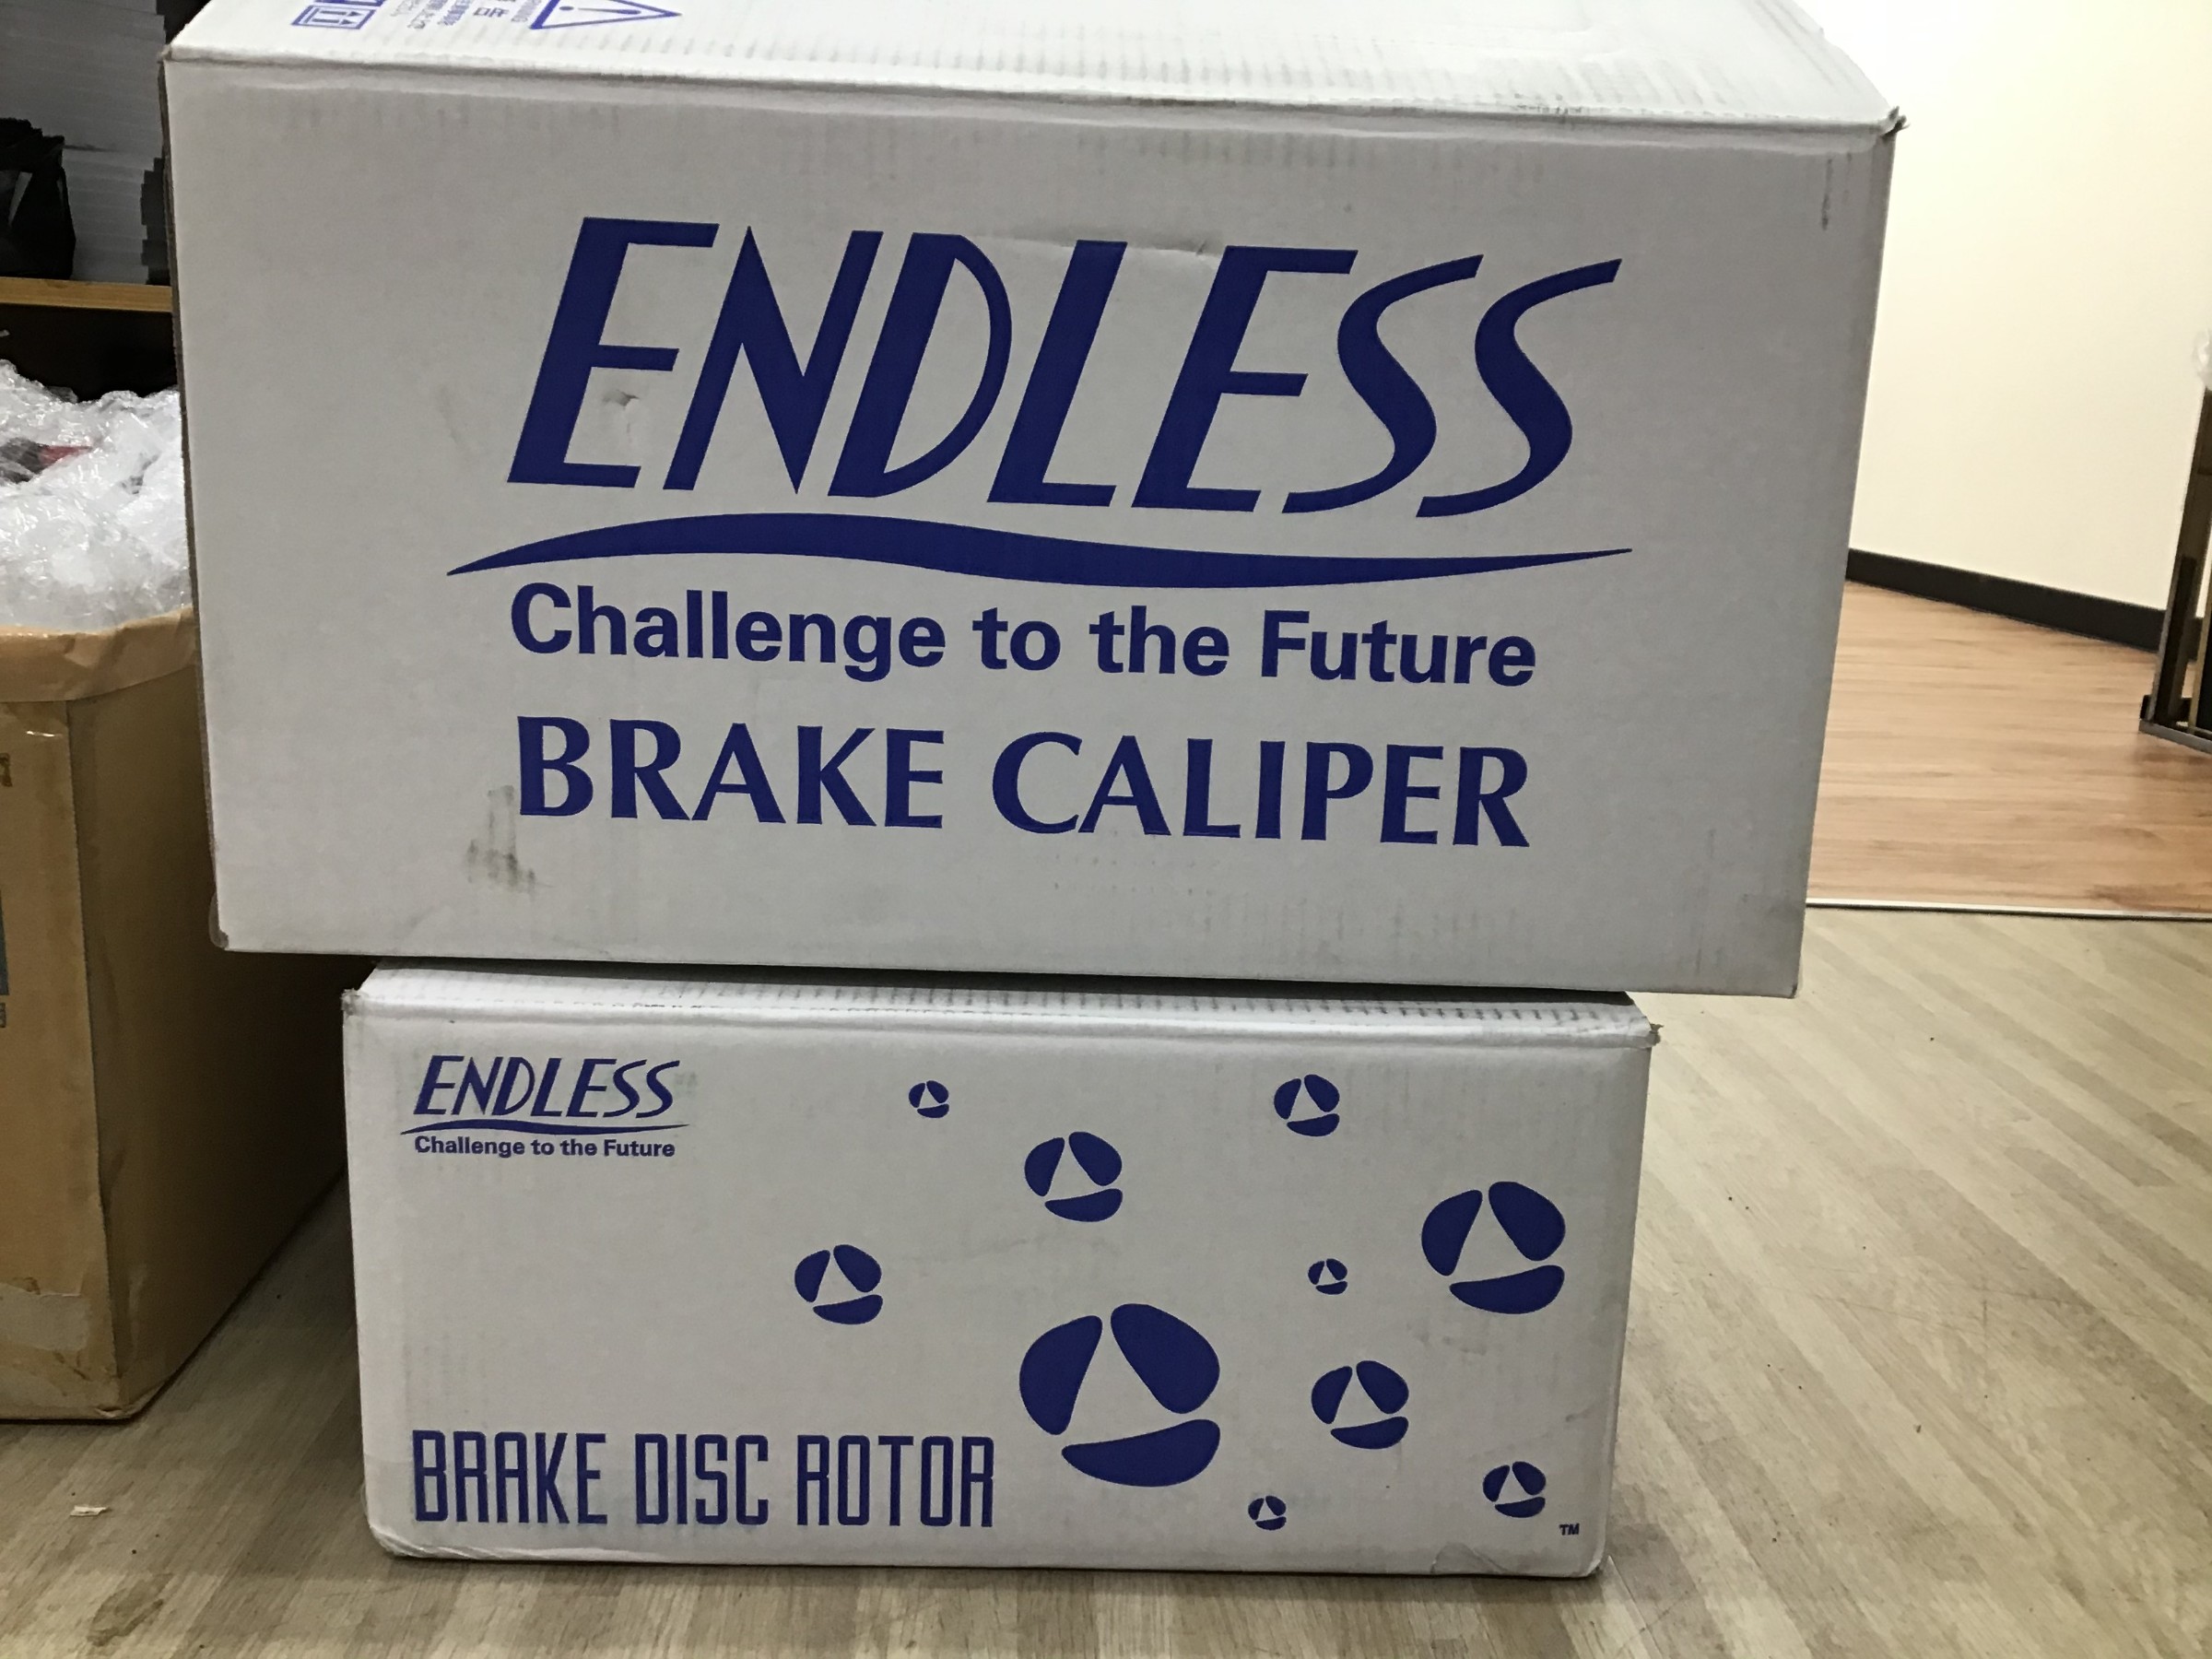 ENDLESS
Challenge to the Future
BRAKE CALIPER
ENDLESS
Challenge to the Future
BRAKE DISC ROTOR
TM